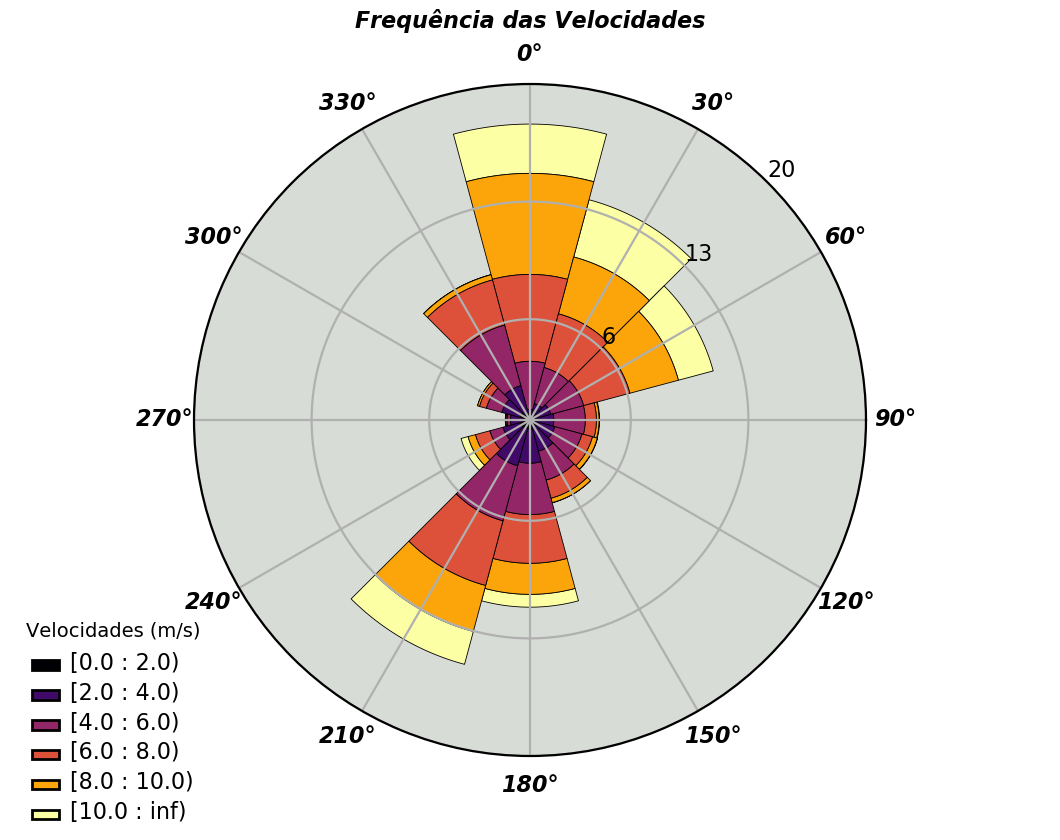 Frequência das Velocidades
0°
330°
30°
20
300°
60°
13
6
270°
90°
240°
120°
210°
150°
180°
Velocidades (m/s)
[0.0 : 2.0)
[2.0 : 4.0)
[4.0 : 6.0)
[6.0 : 8.0)
[8.0 : 10.0)
[10.0 : inf)